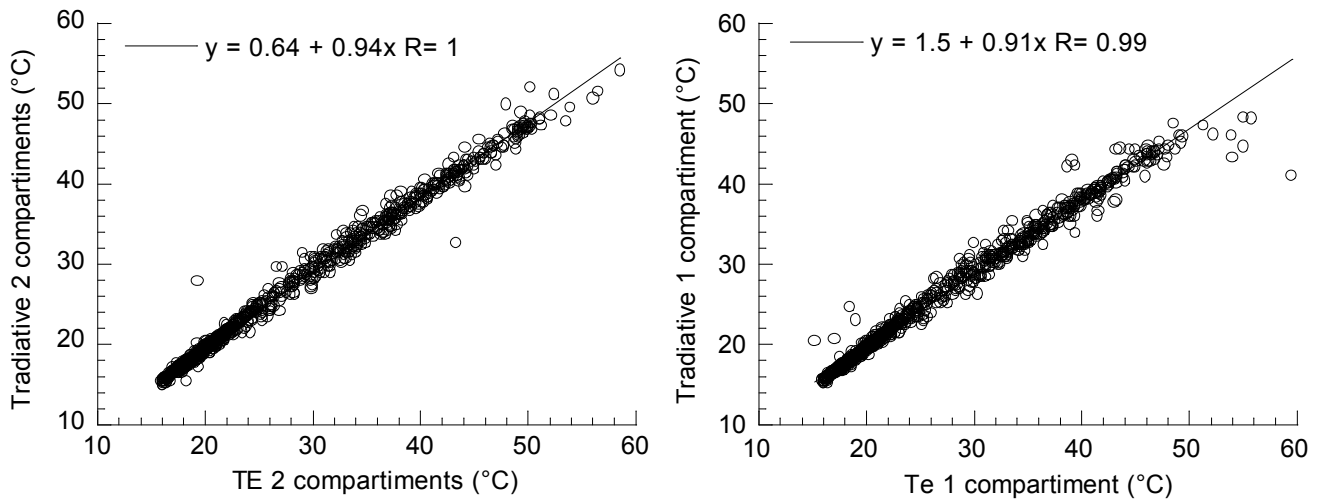 60
50
40
30
20
10
Tradiative 2 compartiments (°C)
y = 0.64 + 0.94x R= 1
10 20 30 40 50 60
TE 2 compartiments (°C)
60
50
40
30
20
10
Tradiative 1 compartiment (°C)
y = 1.5 + 0.91x R= 0.99
10 20 30 40 50 60
Te 1 compartiment (°C)